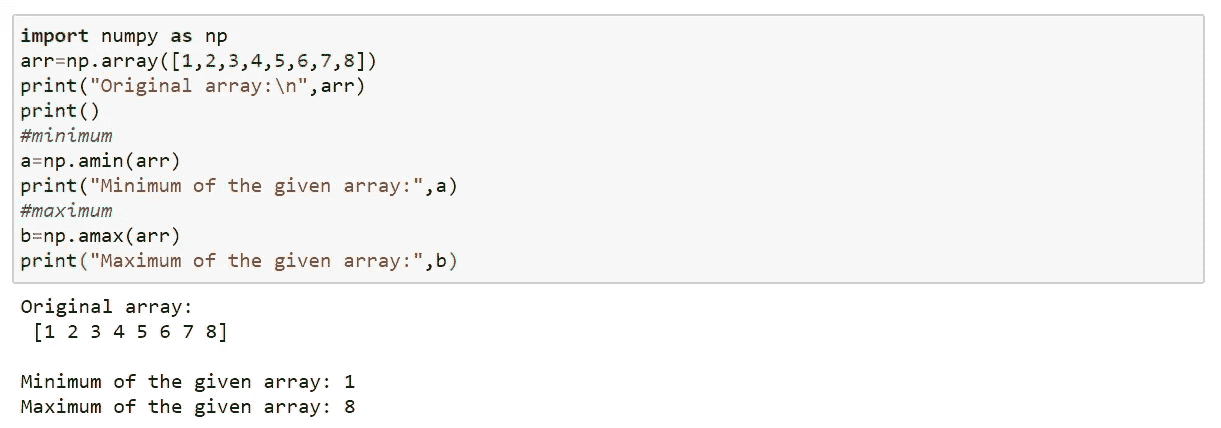 import numpy as np
arr=np.array([1,2,3,4,5,6,7,8])
print("Original array:\n",arr)
print()
#minimum
a=np.amin(arr)
print("Minimum of the given array:",a)
#maximum
b=np.amax(arr)
print("Maximum of the given array:",b)
Original array:
 [1 2 3 4 5 6 7 8]
Minimum of the given array: 1
Maximum of the given array: 8